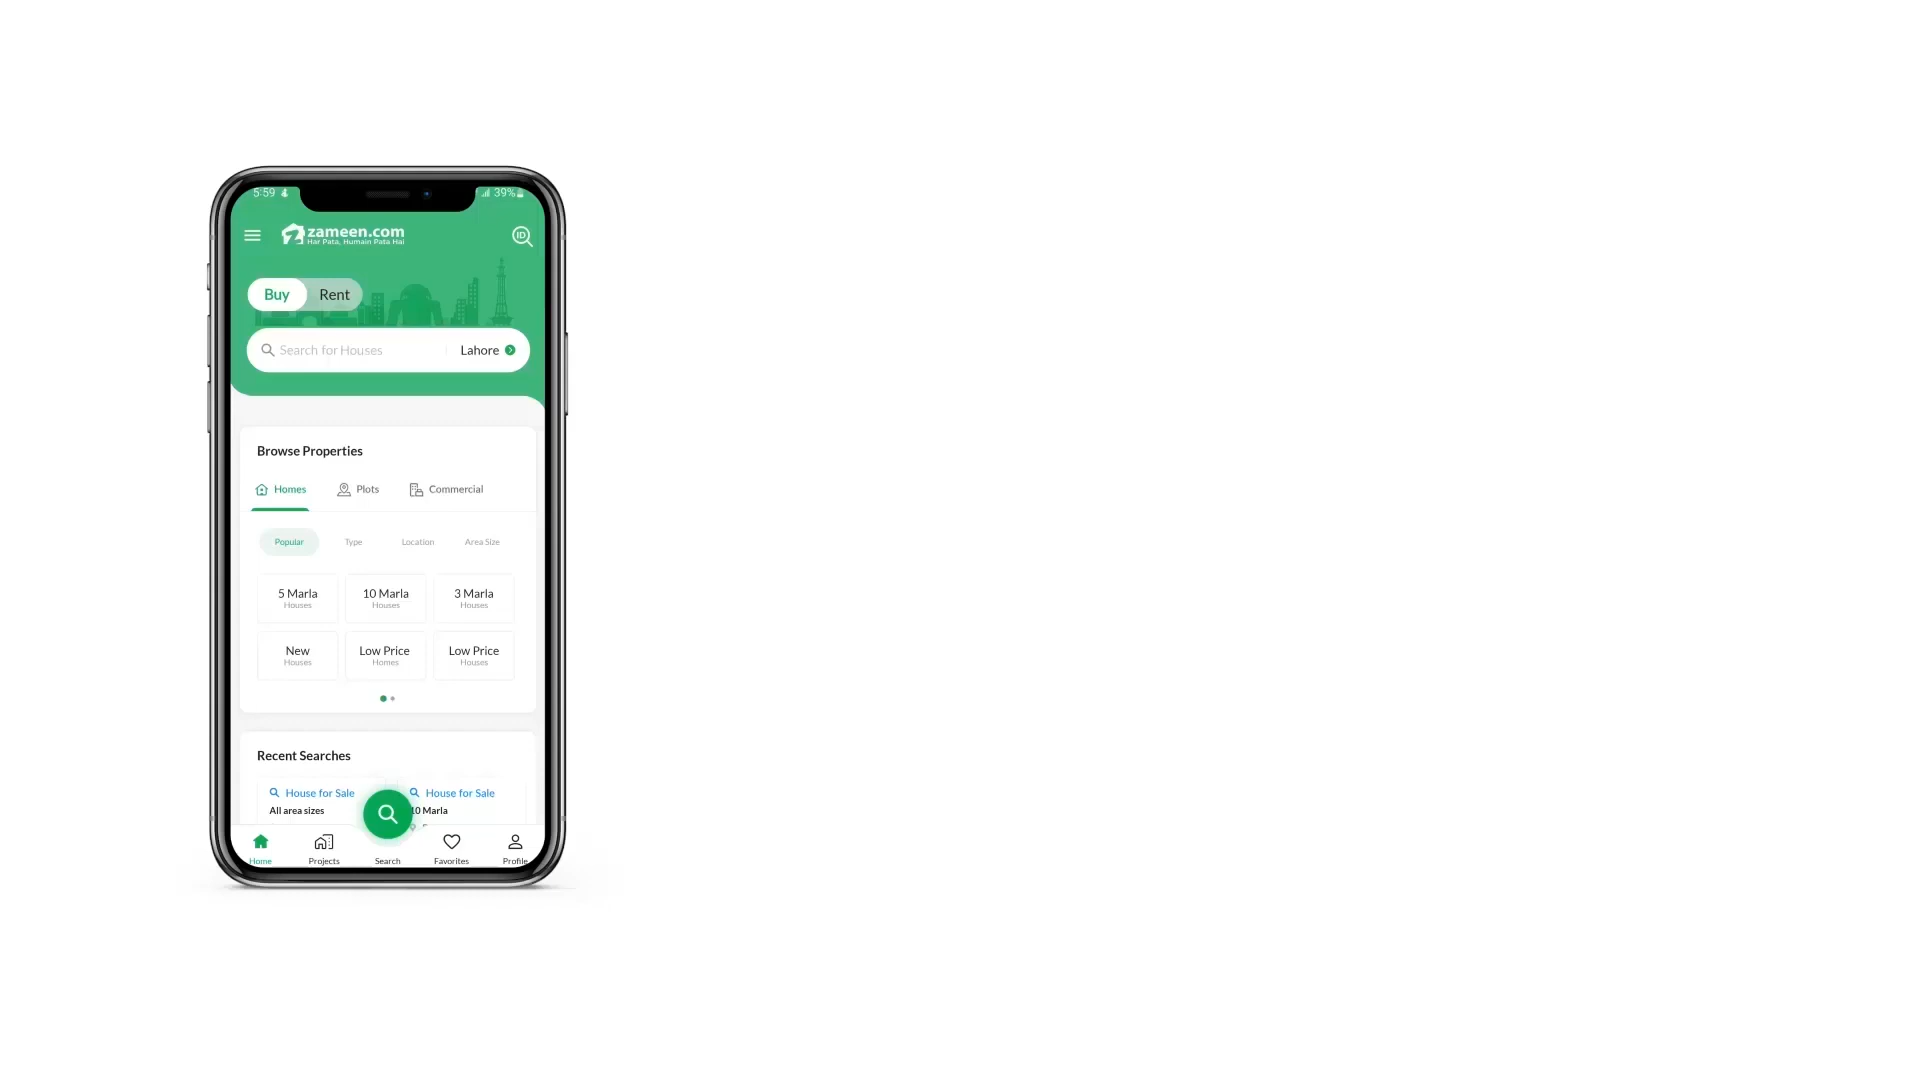 5:59
39%
zameen.com
Har Pata, Humain Pata Hai
ID
Buy Rent
Search for Houses Lahore
Browse Properties
Homes Plots Commercial
Popular Type Location Area Size
5 Marla 10 Marla 3 Marla
Houses Houses Houses
New Low Price Low Price
Houses Homes Houses
Recent Searches
House for Sale House for Sale
All area sizes 10 Marla
Home Projects Search Favorites Profile